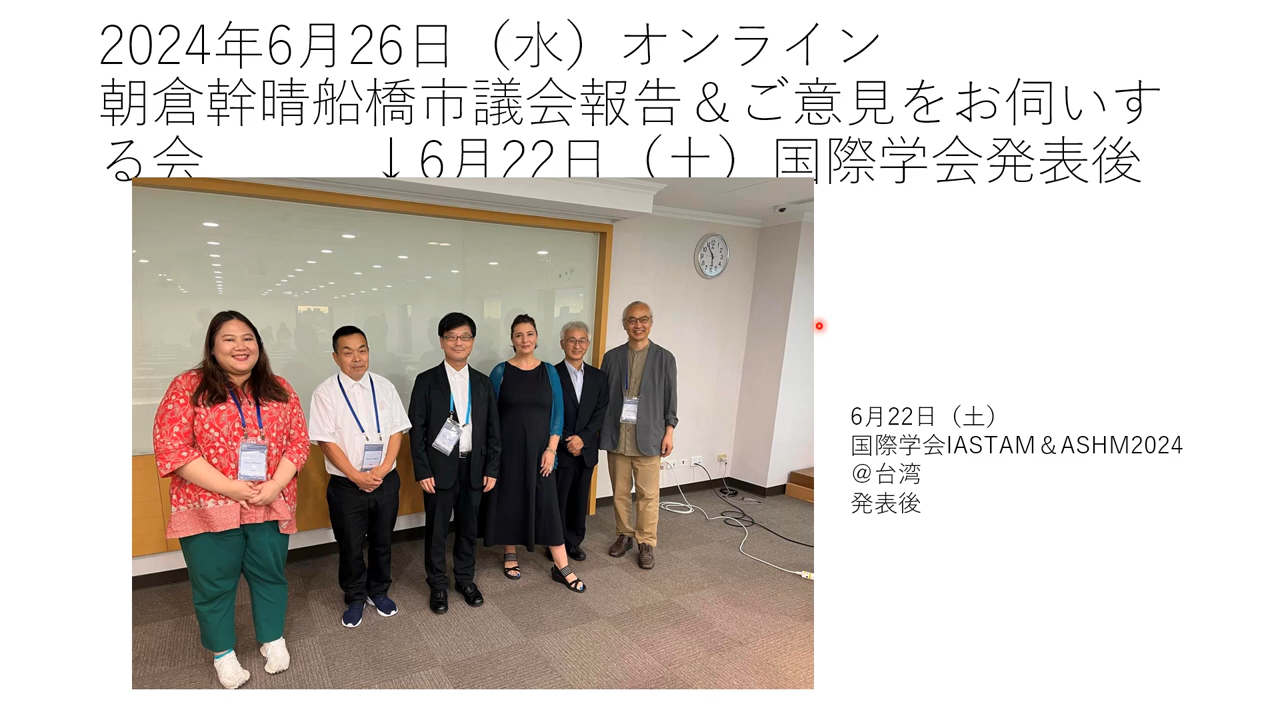 2024年6月26日（水）オンライン
朝倉幹晴船橋市議会報告＆ご意見をお伺いす
る会　　　↓6月22日（土）国際学会発表後
6月22日（土）
国際学会IASTAM＆ASHM2024
＠台湾
発表後